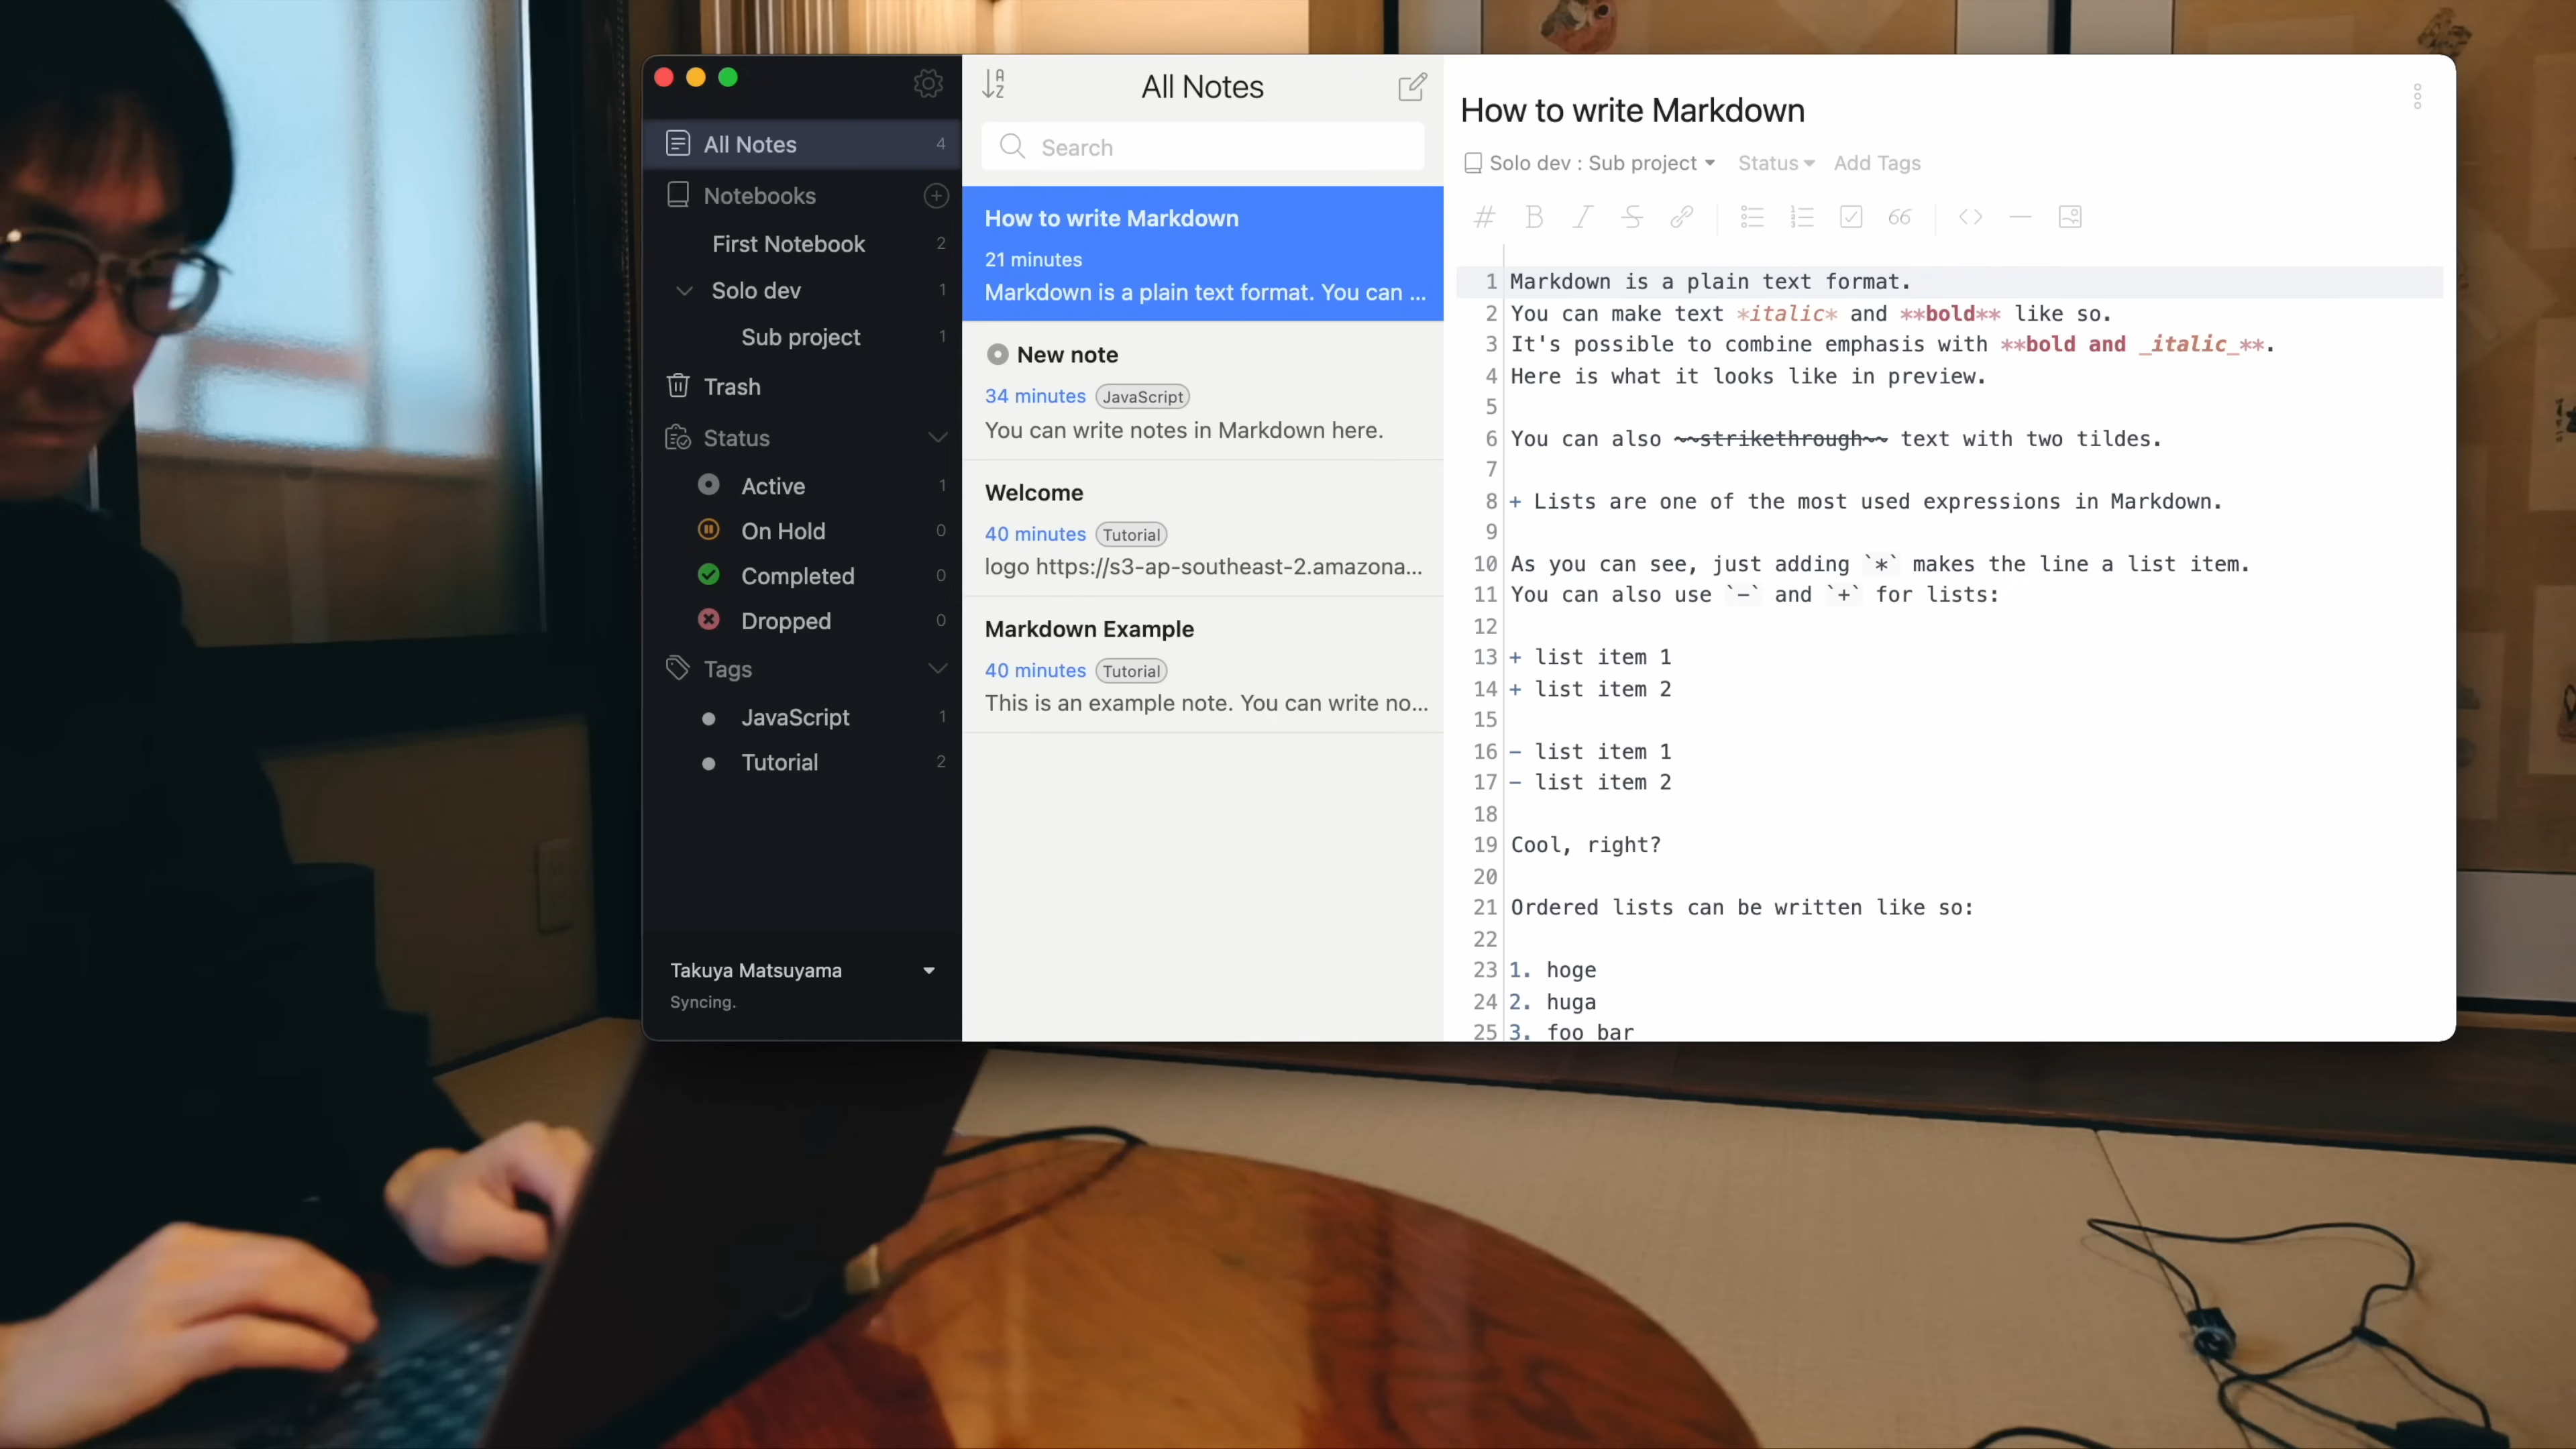 All Notes 4
Notebooks
First Notebook 2
Solo dev 1
Sub project 1
Trash
Status
Active 1
On Hold 0
Completed 0
Dropped 0
Tags
JavaScript 1
Tutorial 2
Takuya Matsuyama
Syncing.
All Notes
Search
How to write Markdown
21 minutes
Markdown is a plain text format. You can ...
New note
34 minutes JavaScript
You can write notes in Markdown here.
Welcome
40 minutes Tutorial
logo https://s3-ap-southeast-2.amazona...
Markdown Example
40 minutes Tutorial
This is an example note. You can write no...
How to write Markdown
Solo dev : Sub project Status Add Tags
1 Markdown is a plain text format.
2 You can make text *italic* and **bold** like so.
3 It's possible to combine emphasis with **bold and _italic_**.
4 Here is what it looks like in preview.
5
6 You can also ~~strikethrough~~ text with two tildes.
7
8 + Lists are one of the most used expressions in Markdown.
9
10 As you can see, just adding `*` makes the line a list item.
11 You can also use `-` and `+` for lists:
12
13 + list item 1
14 + list item 2
15
16 - list item 1
17 - list item 2
18
19 Cool, right?
20
21 Ordered lists can be written like so:
22
23 1. hoge
24 2. huga
25 3. foo bar